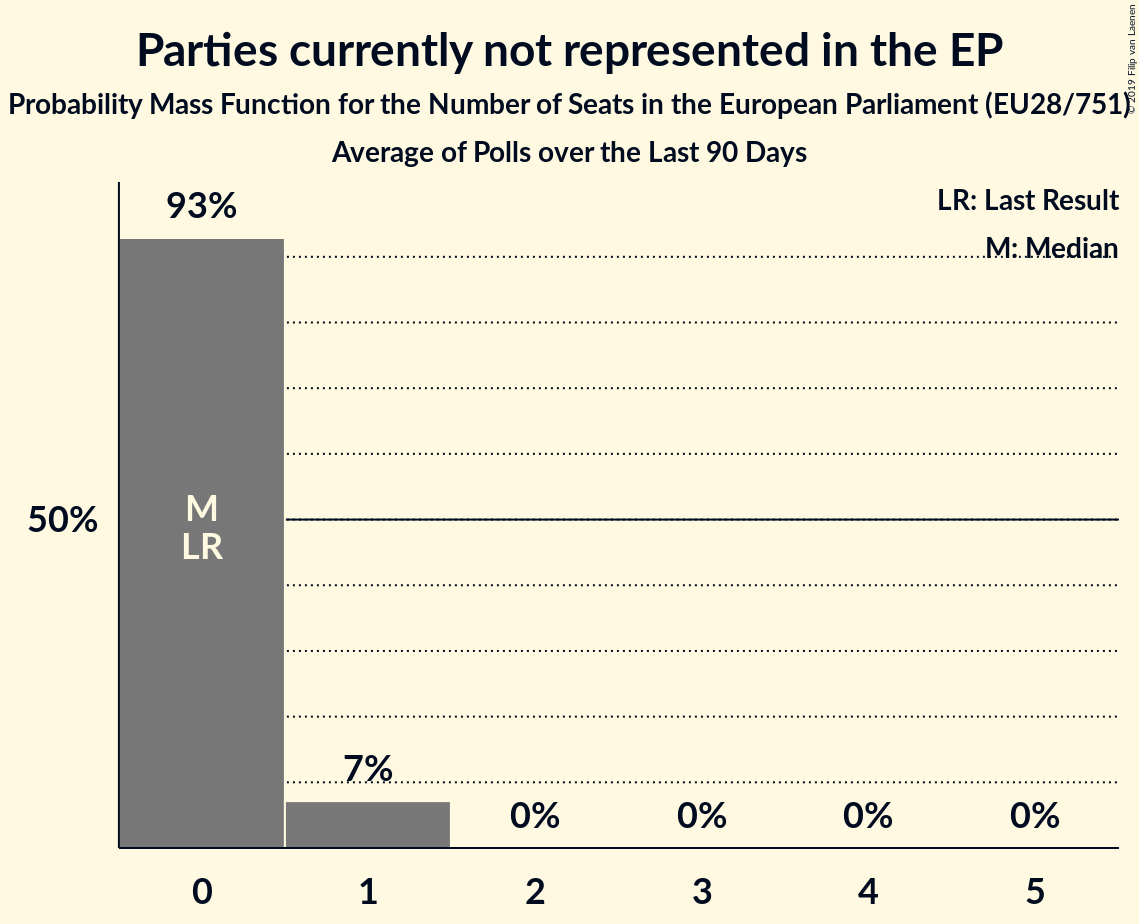 Parties currently not represented in the EP
Probability Mass Function for the Number of Seats in the European Parliament (EU28/751)
Average of Polls over the Last 90 Days
© 2019 Filip van Laenen
LR: Last Result
M: Median
93%
50%
M
LR
7%
0%
0%
0%
0%
0
1
2
3
4
5